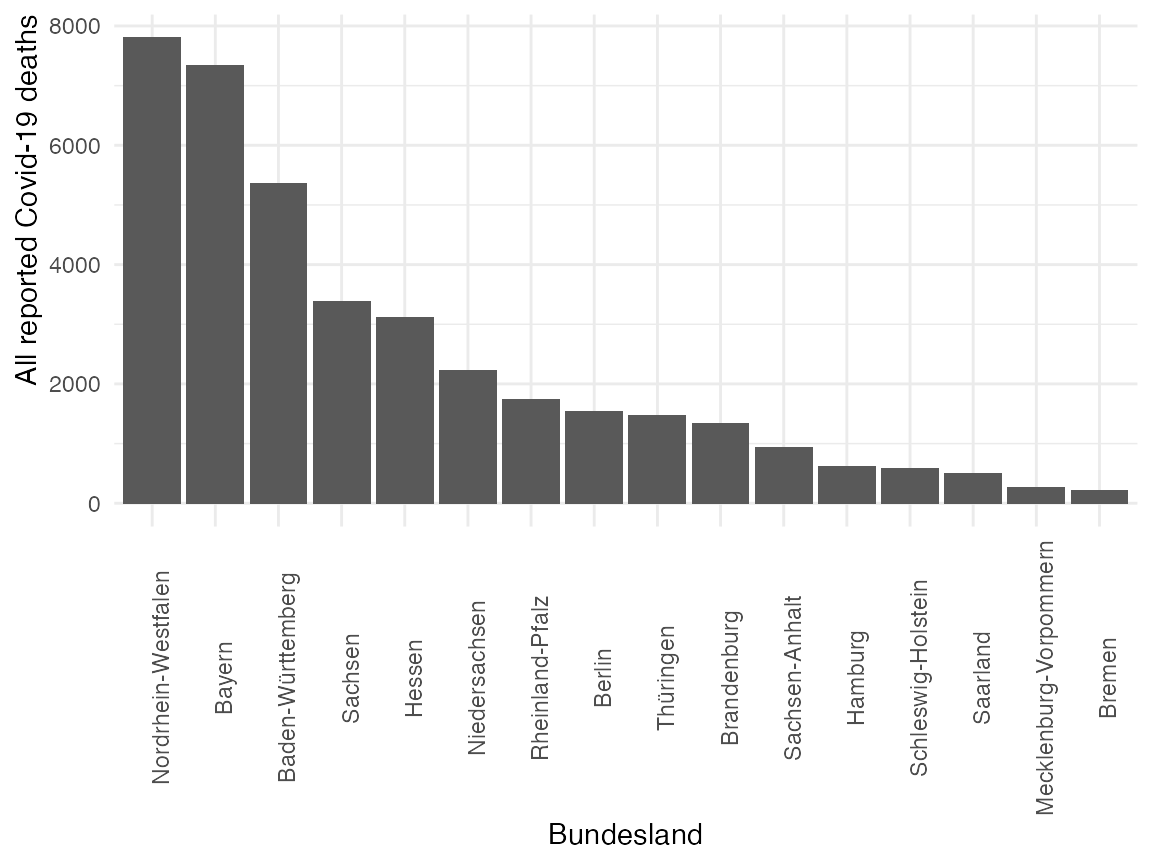 All reported Covid-19 deaths
8000
6000
4000
2000
0
Nordrhein-Westfalen
Bayern
Baden-Württemberg
Sachsen
Hessen
Niedersachsen
Rheinland-Pfalz
Berlin
Thüringen
Brandenburg
Sachsen-Anhalt
Hamburg
Schleswig-Holstein
Saarland
Mecklenburg-Vorpommern
Bremen
Bundesland